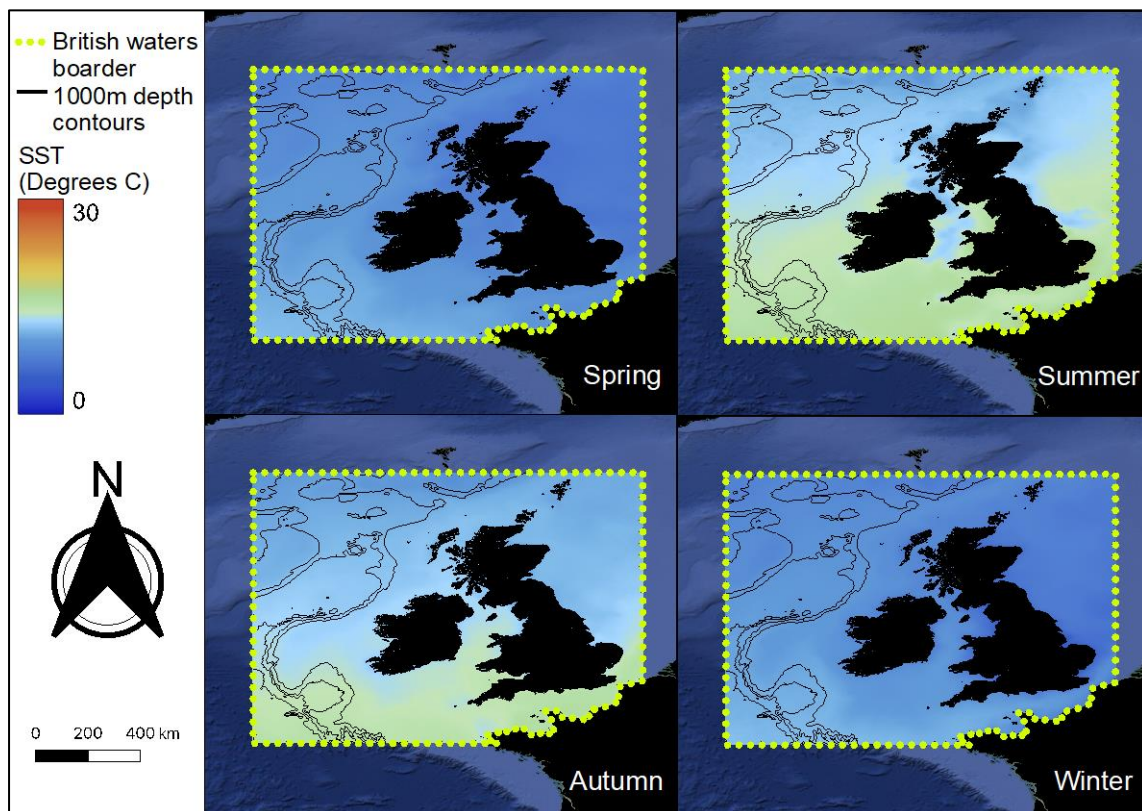 British waters
boarder
1000m depth
contours
SST
(Degrees C)
30
0
N
0 200 400 km
Spring
Summer
Autumn
Winter